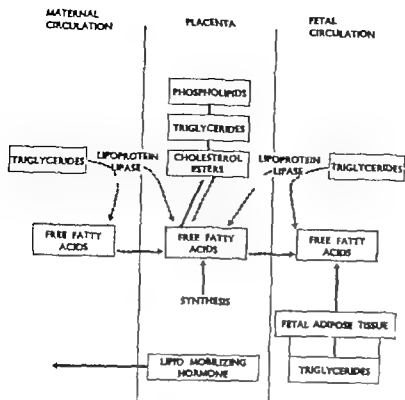 MATERNAL
CIRCULATION
PLACENTA
FETAL
CIRCULATION
PHOSPHOLIPIDS
TRIGLYCERIDES
CHOLESTEROL
ESTERS
TRIGLYCERIDES
LIPOPROTEIN
LIPASE
LIPOPROTEIN
LIPASE
TRIGLYCERIDES
FREE FATTY
ACIDS
FREE FATTY
ACIDS
FREE FATTY
ACIDS
SYNTHESIS
FETAL ADIPOSE TISSUE
TRIGLYCERIDES
LIPID MOBILIZING
HORMONE